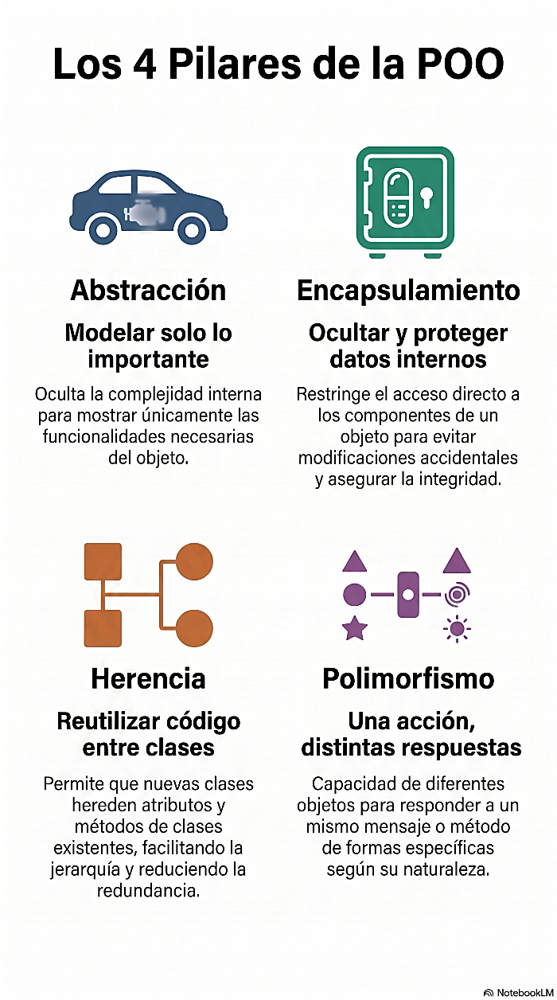 Los 4 Pilares de la POO
Abstracción
Modelar solo lo
importante
Oculta la complejidad interna
para mostrar únicamente las
funcionalidades necesarias
del objeto.
Encapsulamiento
Ocultar y proteger
datos internos
Restringe el acceso directo a
los componentes de un
objeto para evitar
modificaciones accidentales
y asegurar la integridad.
Herencia
Reutilizar código
entre clases
Permite que nuevas clases
hereden atributos y
métodos de clases
existentes, facilitando la
jerarquía y reduciendo la
redundancia.
Polimorfismo
Una acción,
distintas respuestas
Capacidad de diferentes
objetos para responder a un
mismo mensaje o método
de formas específicas
según su naturaleza.
NotebookLM